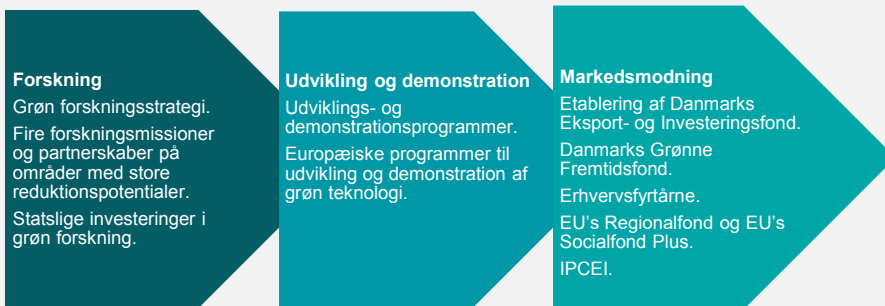 Forskning
Grøn forskningsstrategi.
Fire forskningsmissioner
og partnerskaber på
områder med store
reduktionspotentialer.
Statslige investeringer i
grøn forskning.
Udvikling og demonstration
Udviklings- og
demonstrationsprogrammer.
Europæiske programmer til
udvikling og demonstration af
grøn teknologi.
Markedsmodning
Etablering af Danmarks
Eksport- og Investeringsfond.
Danmarks Grønne
Fremtidsfond.
Erhvervsfyrtårne.
EU's Regionalfond og EU's
Socialfond Plus.
IPCEI.